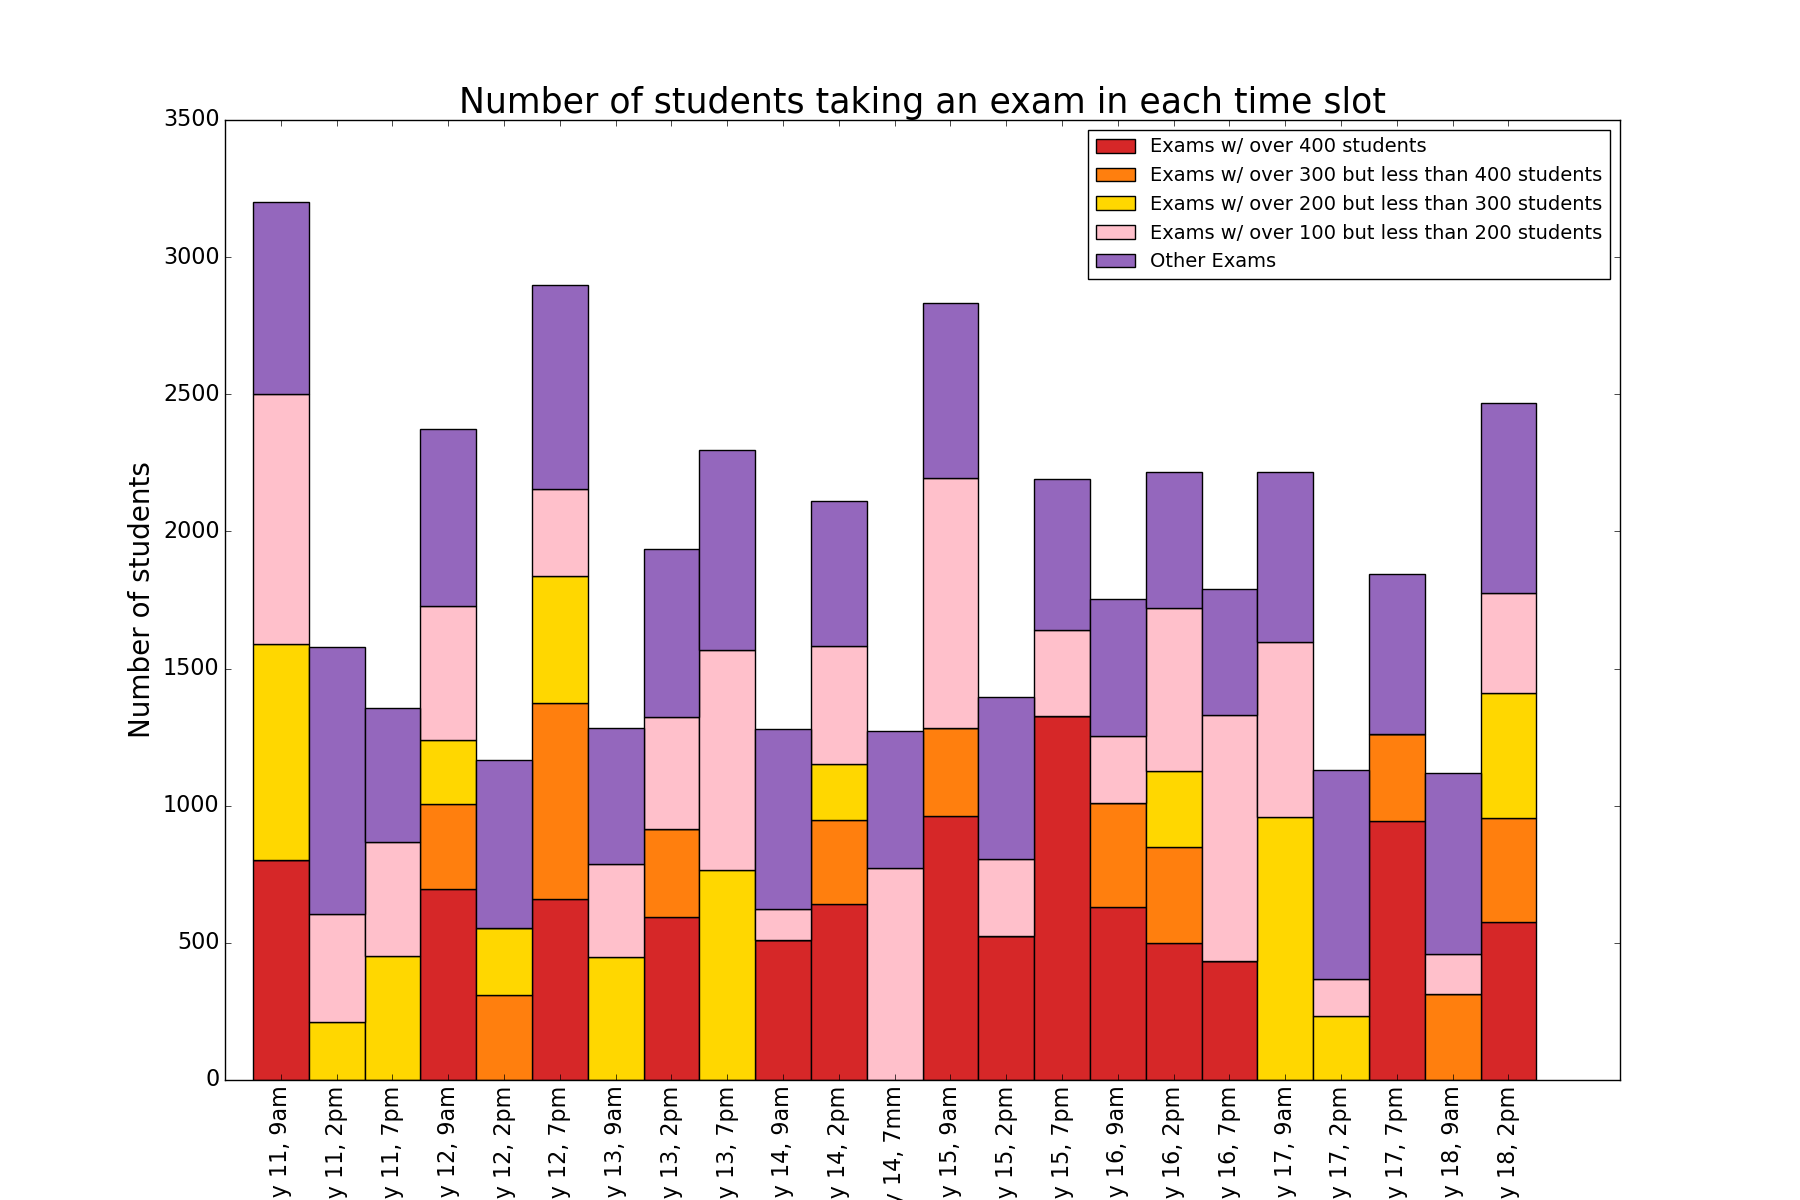 Number of students taking an exam in each time slot
3500
3000
2500
2000
1500
1000
500
0
Number of students
Exams w/ over 400 students
Exams w/ over 300 but less than 400 students
Exams w/ over 200 but less than 300 students
Exams w/ over 100 but less than 200 students
Other Exams
y 11, 9am
y 11, 2pm
y 11, 7pm
y 12, 9am
y 12, 2pm
y 12, 7pm
y 13, 9am
y 13, 2pm
y 13, 7pm
y 14, 9am
y 14, 2pm
y 14, 7mm
y 15, 9am
y 15, 2pm
y 15, 7pm
y 16, 9am
y 16, 2pm
y 16, 7pm
y 17, 9am
y 17, 2pm
y 17, 7pm
y 18, 9am
y 18, 2pm